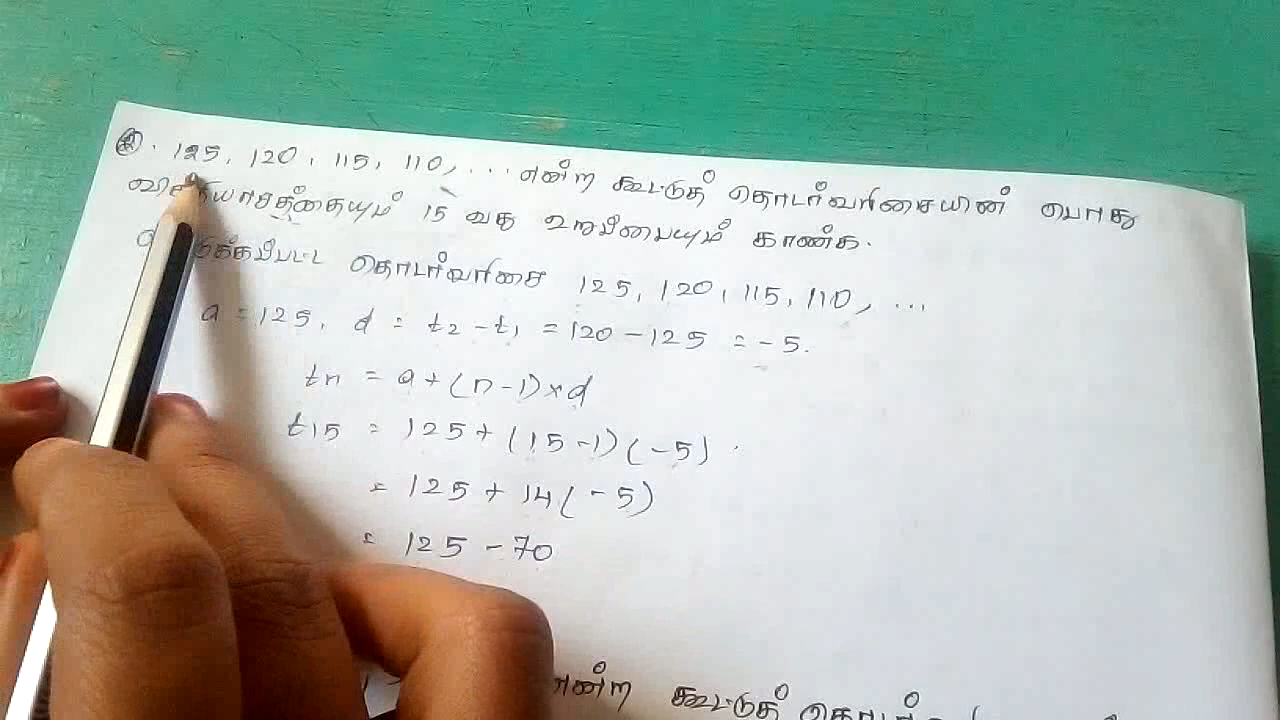 2. 125, 120, 115, 110, ... என்ற கூட்டுத் தொடர்வரிசையின் பொது
வித்தியாசத்தையும் 15 வது உறுப்பையும் காண்க.
கொடுக்கப்பட்ட தொடர்வரிசை 125, 120, 115, 110, ...
a = 125, d = t2 - t1 = 120 - 125 = -5.
tn = a + (n-1) × d
t15 = 125 + (15-1)(-5)
= 125 + 14(-5)
= 125 - 70
என்ற கூட்டுத்